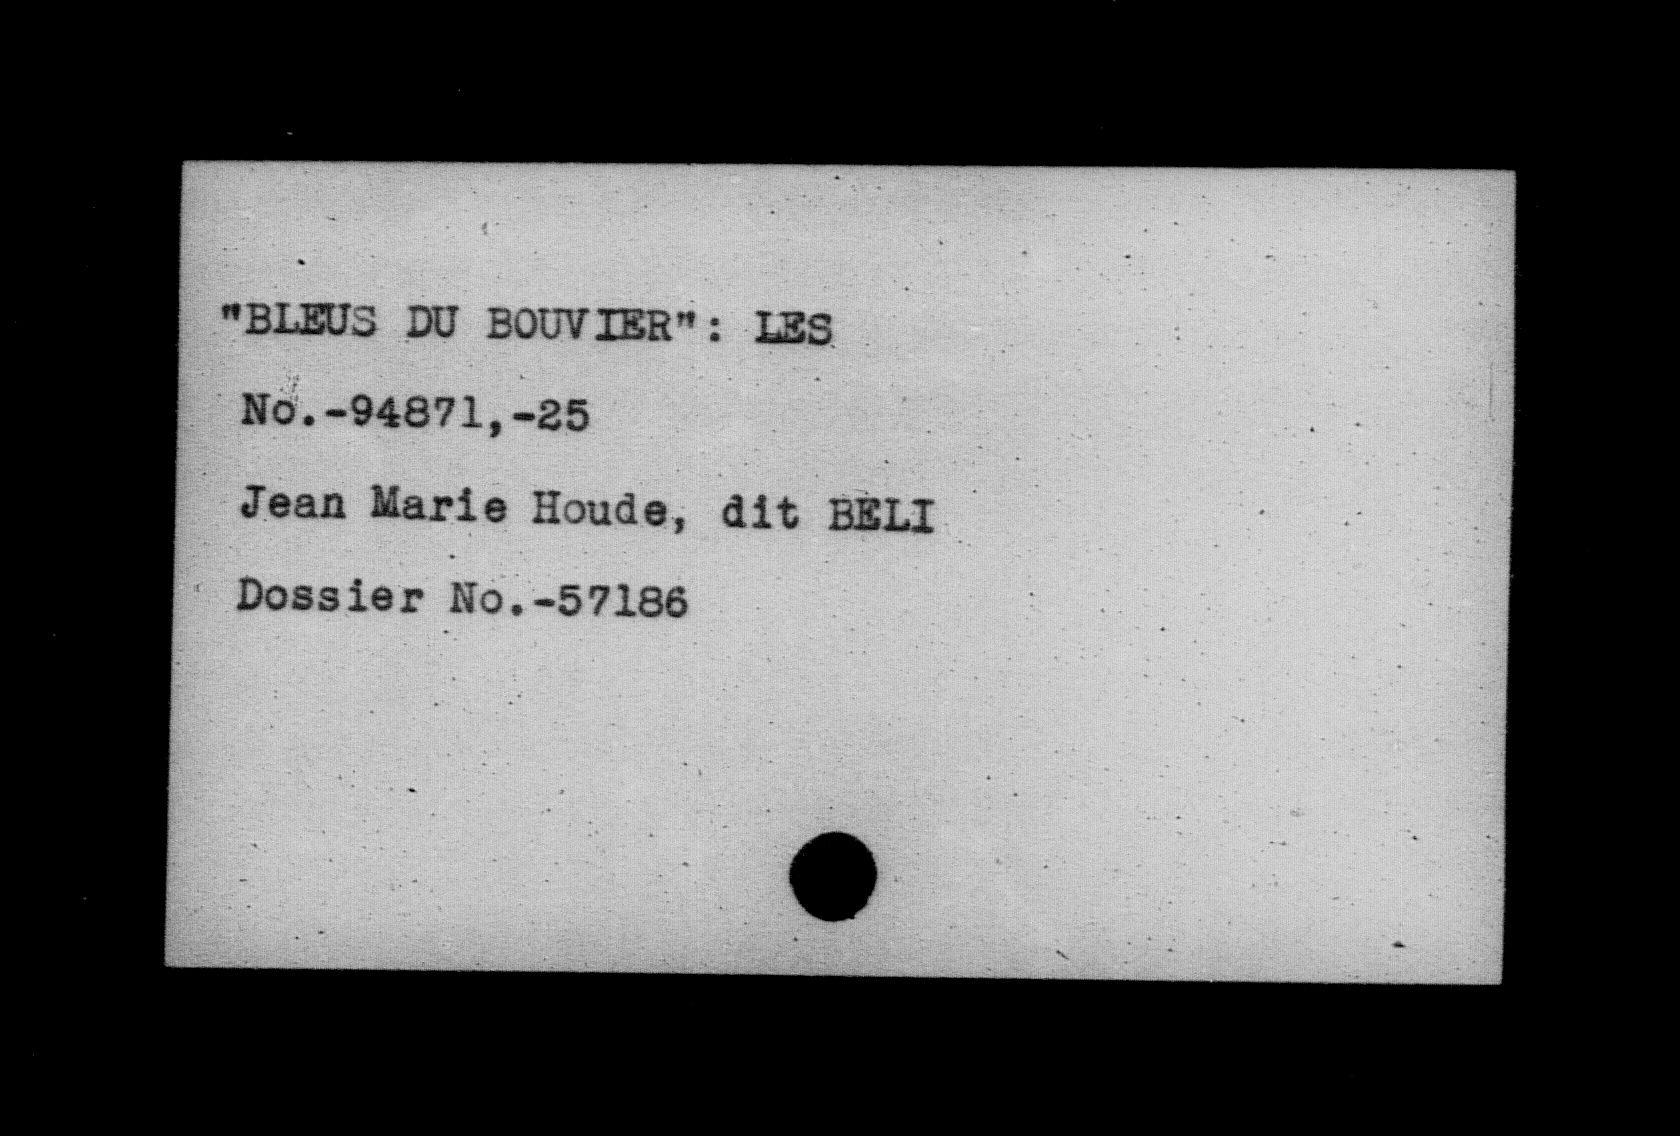 "BLEUS DU BOUVIER": LES
No.-94871,-25
Jean Marie Houde, dit BELI
Dossier No.-57186